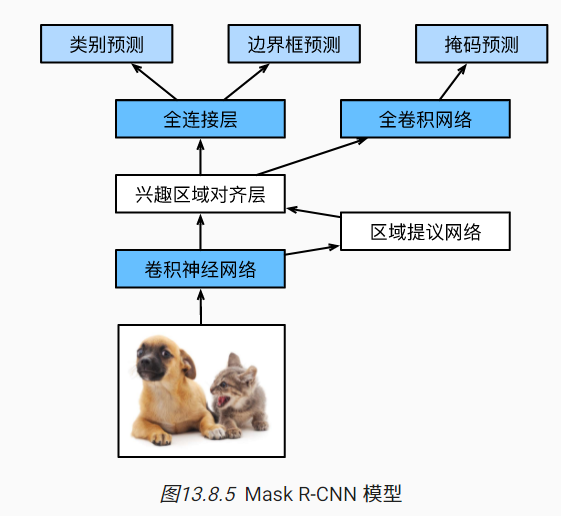 类别预测
边界框预测
掩码预测
全连接层
全卷积网络
兴趣区域对齐层
区域提议网络
卷积神经网络
图13.8.5 Mask R-CNN 模型